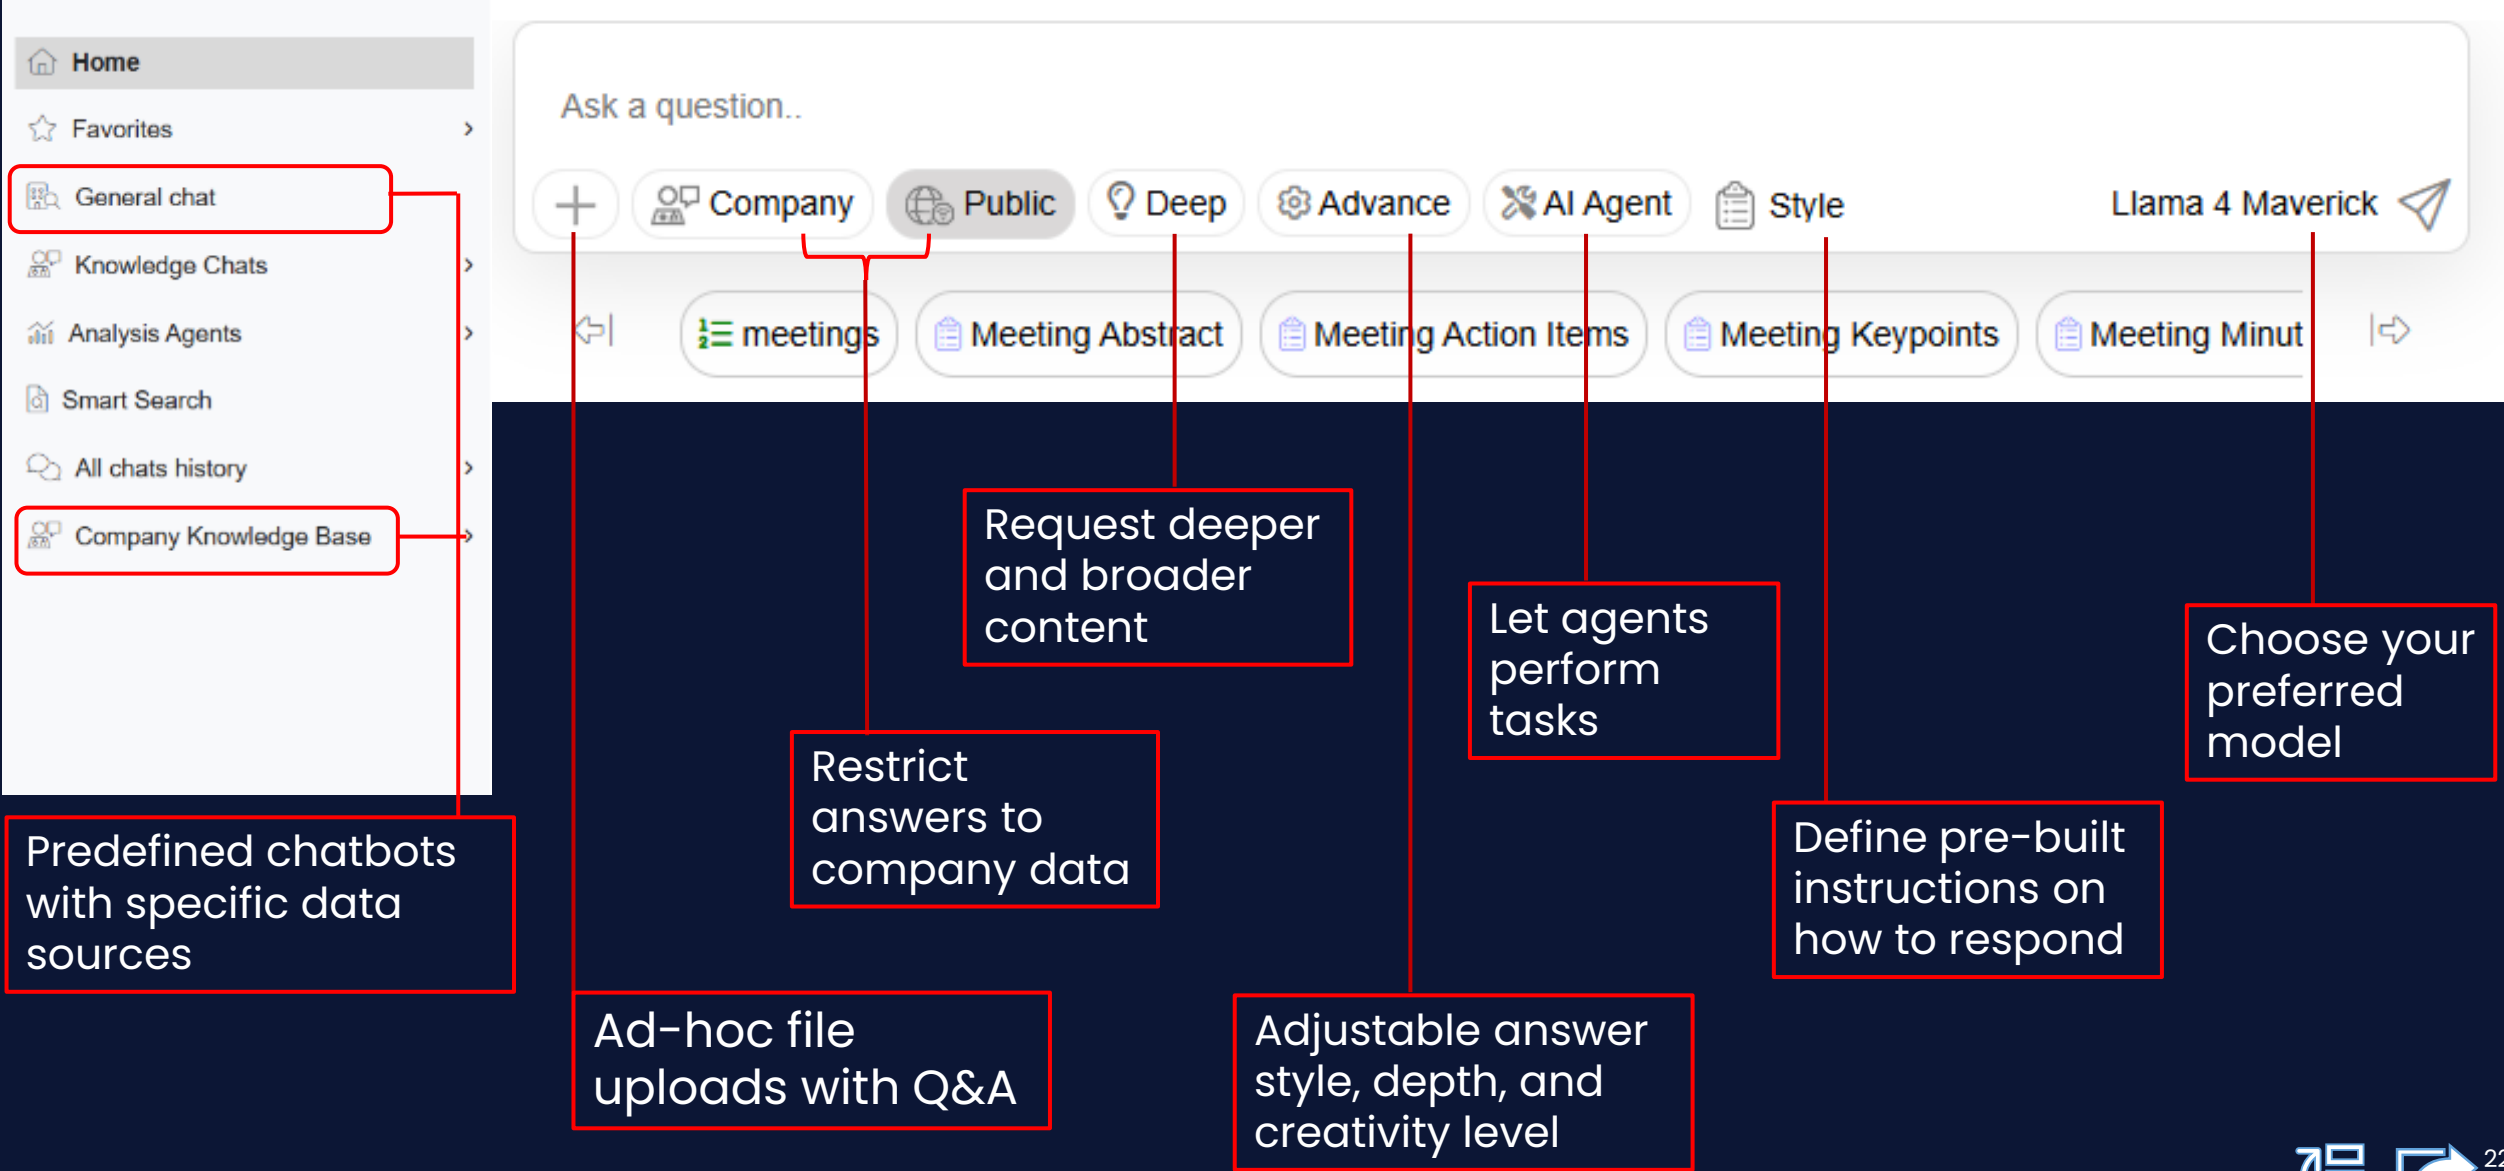 Home
Favorites
General chat
Knowledge Chats
Analysis Agents
Smart Search
All chats history
Company Knowledge Base
Ask a question..
Company
Public
Deep
Advance
AI Agent
Style
Llama 4 Maverick
meetings
Meeting Abstract
Meeting Action Items
Meeting Keypoints
Meeting Minut
Request deeper
and broader
content
Let agents
perform
tasks
Choose your
preferred
model
Restrict
answers to
company data
Define pre-built
instructions on
how to respond
Predefined chatbots
with specific data
sources
Ad-hoc file
uploads with Q&A
Adjustable answer
style, depth, and
creativity level